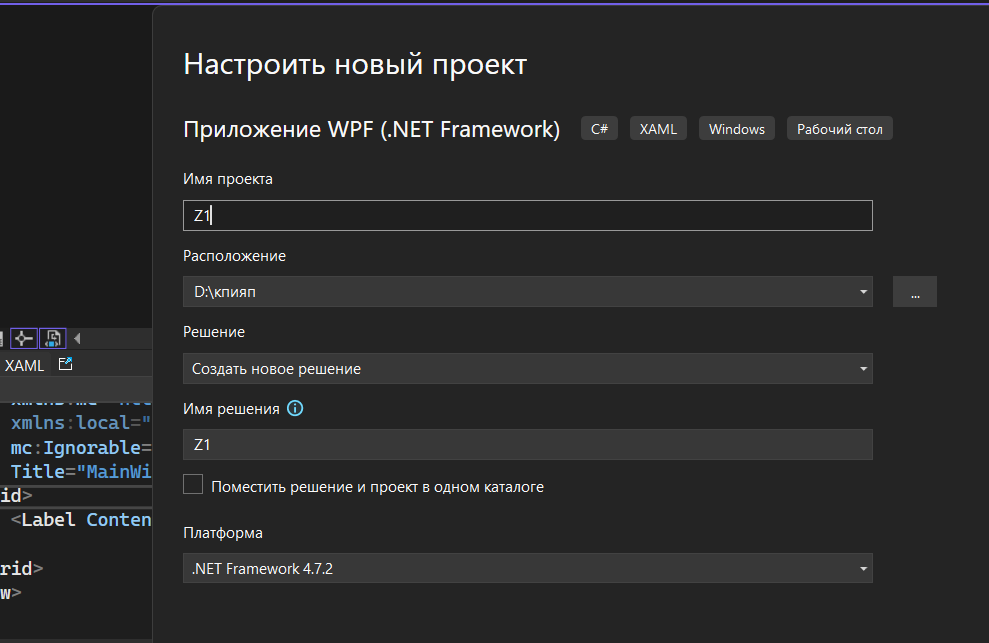 Настроить новый проект
Приложение WPF (.NET Framework) C# XAML Windows Рабочий стол
Имя проекта
Z1
Расположение
D:\кпияп
...
Решение
Создать новое решение
Имя решения
Z1
Поместить решение и проект в одном каталоге
Платформа
.NET Framework 4.7.2
XAML
xmlns:local="
mc:Ignorable=
Title="MainWi
id>
<Label Conten
rid>
w>